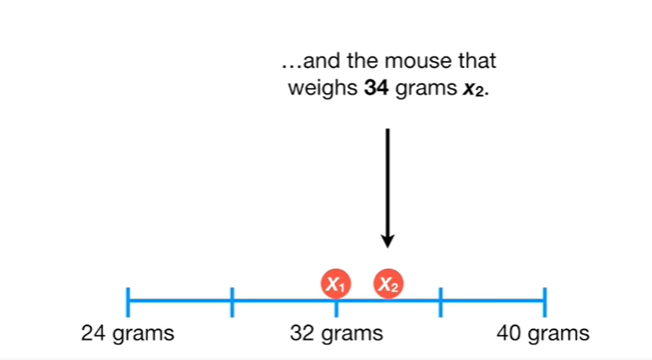 ...and the mouse that
weighs 34 grams x₂.
X₁ X₂
24 grams 32 grams 40 grams